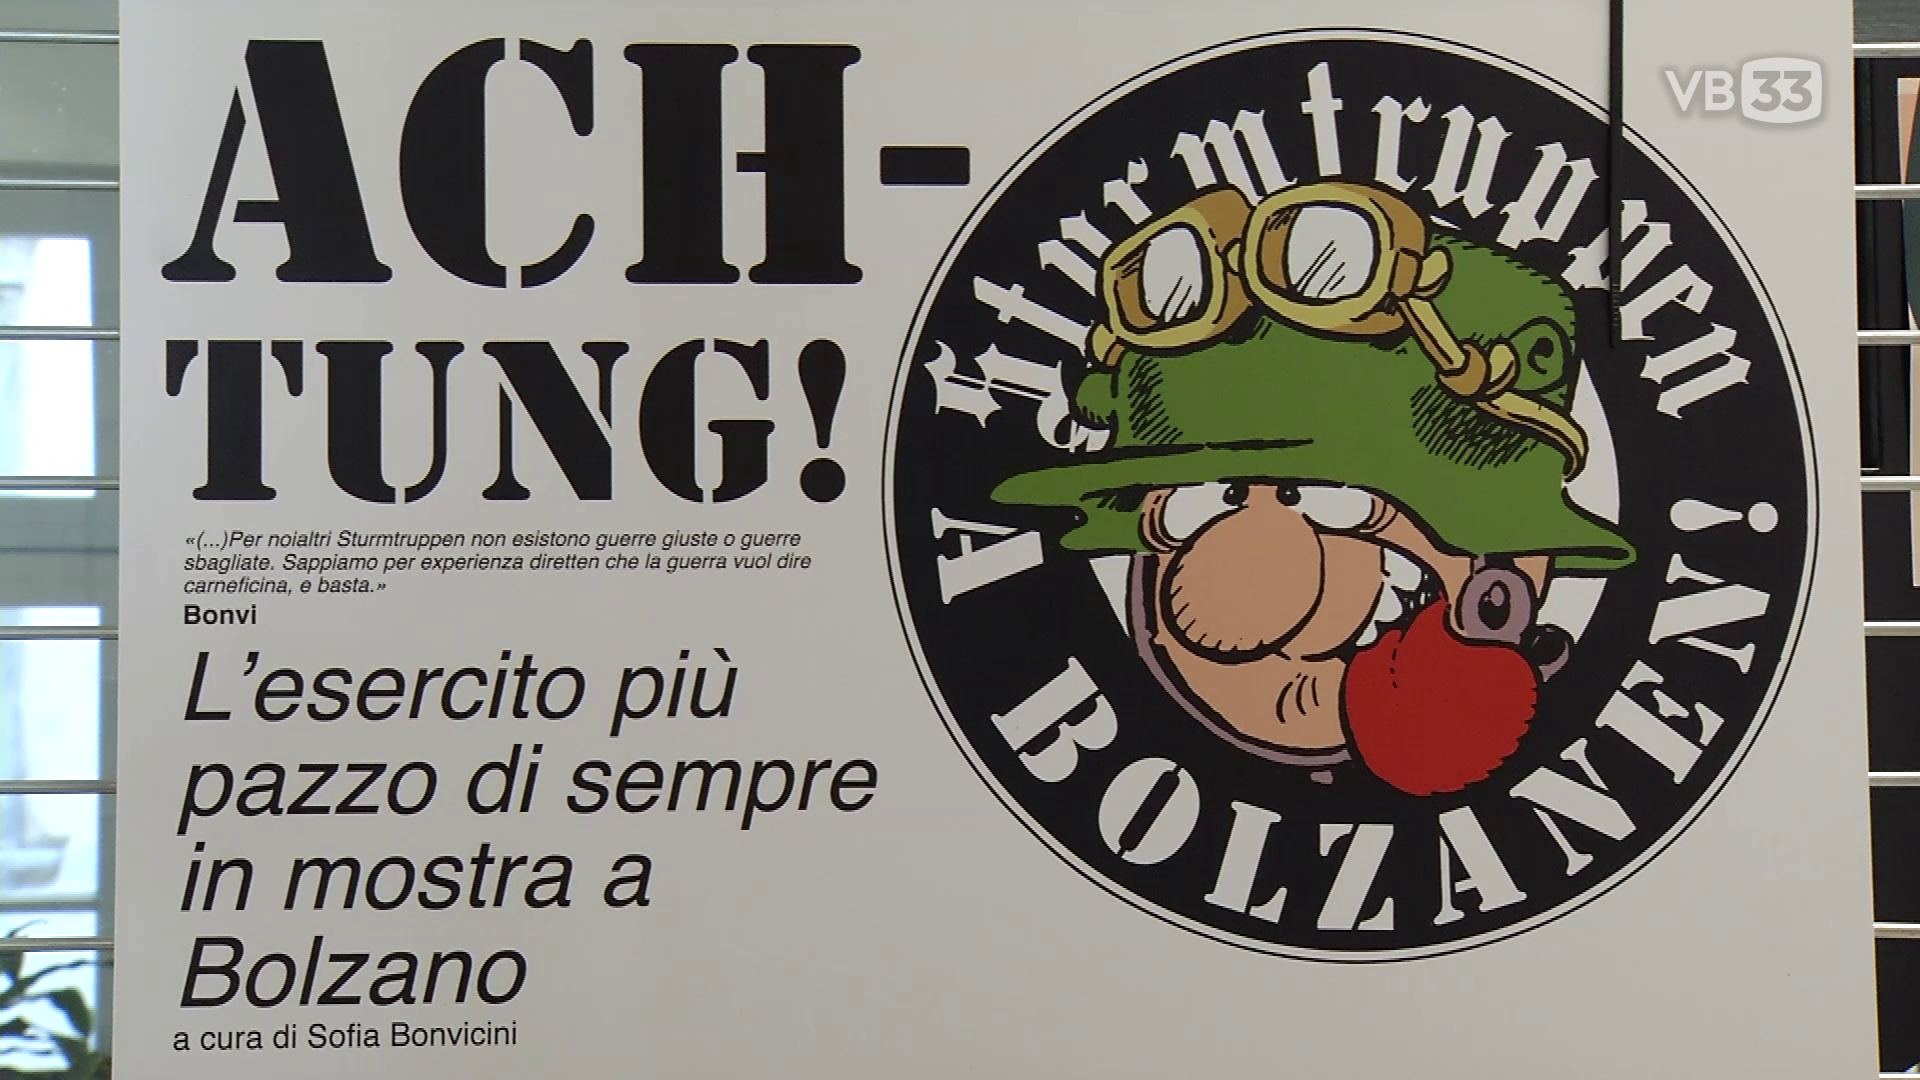 ACH-
TUNG!
«(...)Per noialtri Sturmtruppen non esistono guerre giuste o guerre
sbagliate. Sappiamo per experienza diretten che la guerra vuol dire
carneficina, e basta.»
Bonvi
L'esercito più
pazzo di sempre
in mostra a
Bolzano
a cura di Sofia Bonvicini
Sturmtruppen
A BOLZANEN!
VB33